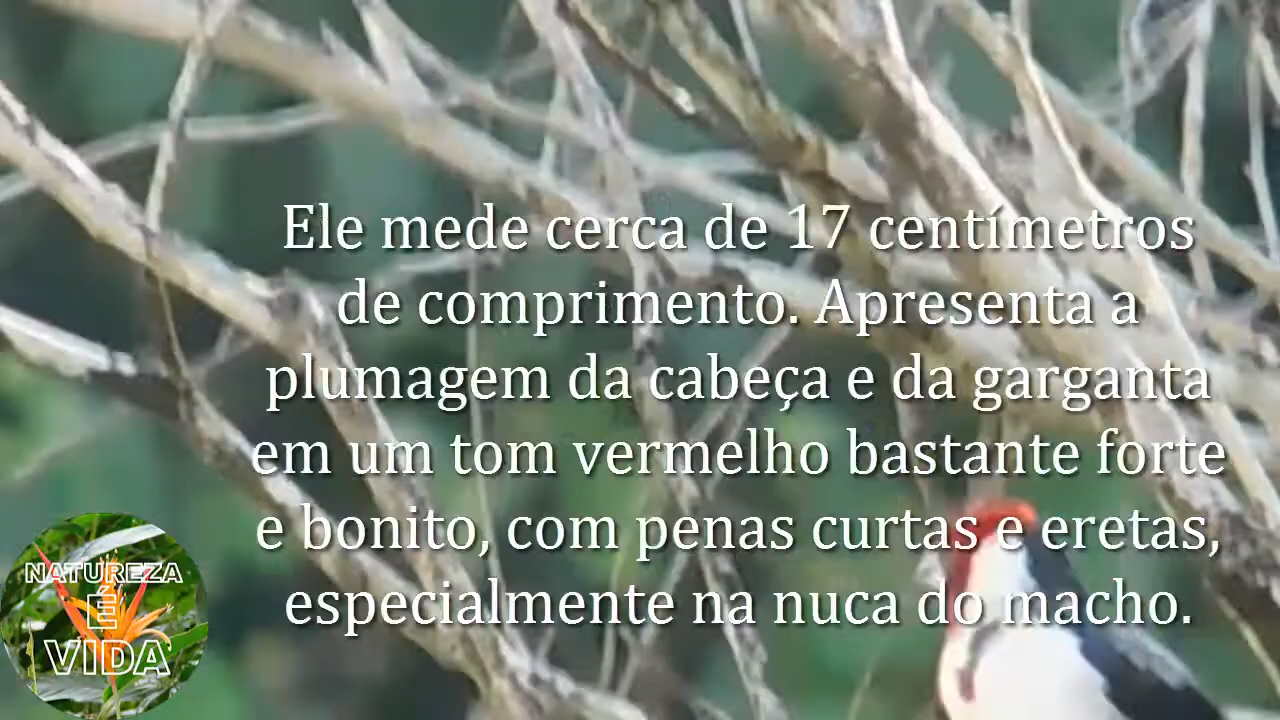 Ele mede cerca de 17 centímetros
de comprimento. Apresenta a
plumagem da cabeça e da garganta
em um tom vermelho bastante forte
e bonito, com penas curtas e eretas,
especialmente na nuca do macho.
NATUREZA
É
VIDA